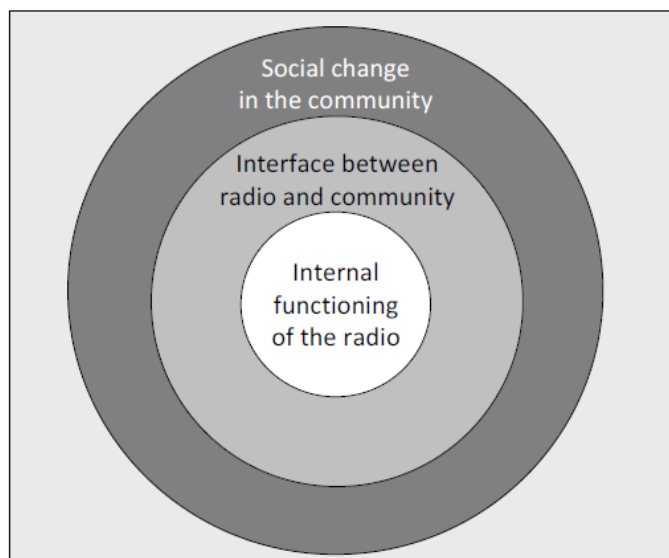 Social change
in the community
Interface between
radio and community
Internal
functioning
of the radio